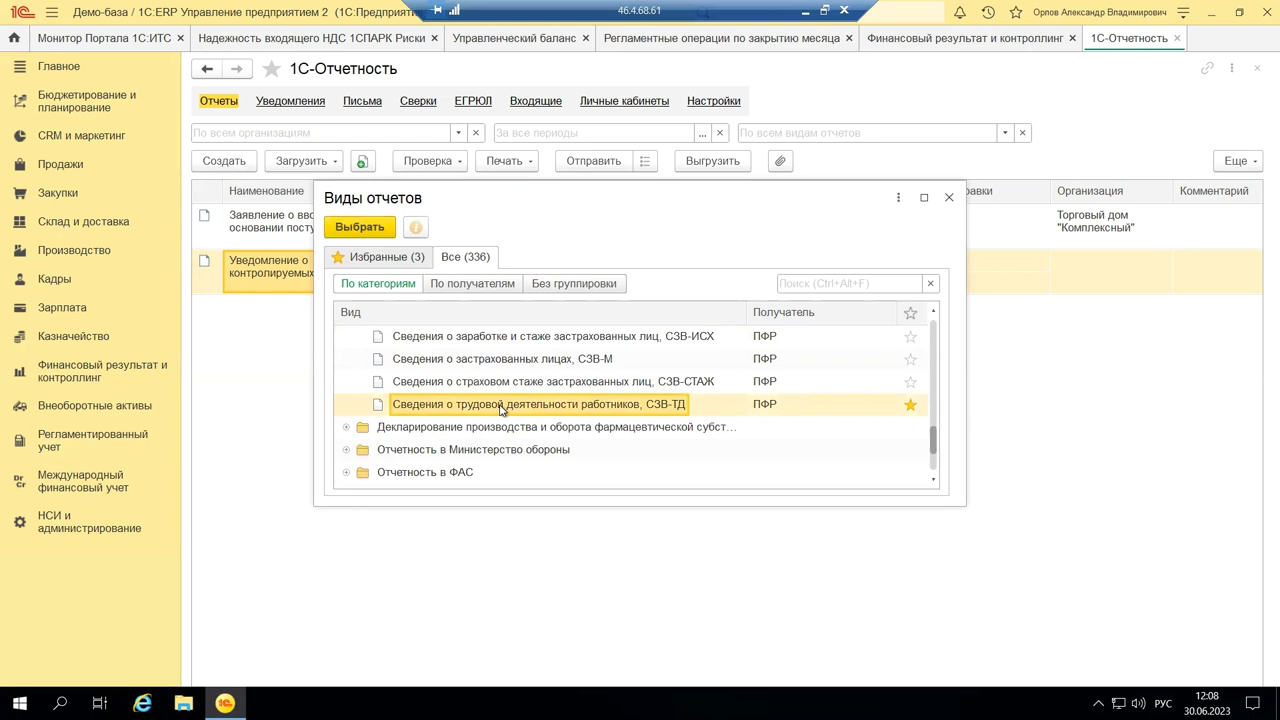 Демо-база / 1С:ERP Управление предприятием 2 (1С:Предприятие
46.4.68.61
Орлов Александр Владимирович
Монитор Портала 1С:ИТС
Надежность входящего НДС 1СПАРК Риски
Управленческий баланс
Регламентные операции по закрытию месяца
Финансовый результат и контроллинг
1С-Отчетность
Главное
Бюджетирование и
планирование
CRM и маркетинг
Продажи
Закупки
Склад и доставка
Производство
Кадры
Зарплата
Казначейство
Финансовый результат и
контроллинг
Внеоборотные активы
Регламентированный
учет
Международный
финансовый учет
НСИ и
администрирование
1С-Отчетность
Отчеты
Уведомления
Письма
Сверки
ЕГРЮЛ
Входящие
Личные кабинеты
Настройки
По всем организациям
За все периоды
...
По всем видам отчетов
Создать
Загрузить
Проверка
Печать
Отправить
Выгрузить
Еще
Наименование
равки
Организация
Комментарий
Заявление о вво
основании посту
Торговый дом
"Комплексный"
Уведомление о
контролируемых
Виды отчетов
Выбрать
Избранные (3)
Все (336)
По категориям
По получателям
Без группировки
Поиск (Ctrl+Alt+F)
Вид
Получатель
Сведения о заработке и стаже застрахованных лиц, СЗВ-ИСХ
ПФР
Сведения о застрахованных лицах, СЗВ-М
ПФР
Сведения о страховом стаже застрахованных лиц, СЗВ-СТАЖ
ПФР
Сведения о трудовой деятельности работников, СЗВ-ТД
ПФР
Декларирование производства и оборота фармацевтической субст...
Отчетность в Министерство обороны
Отчетность в ФАС
РУС
12:08
30.06.2023